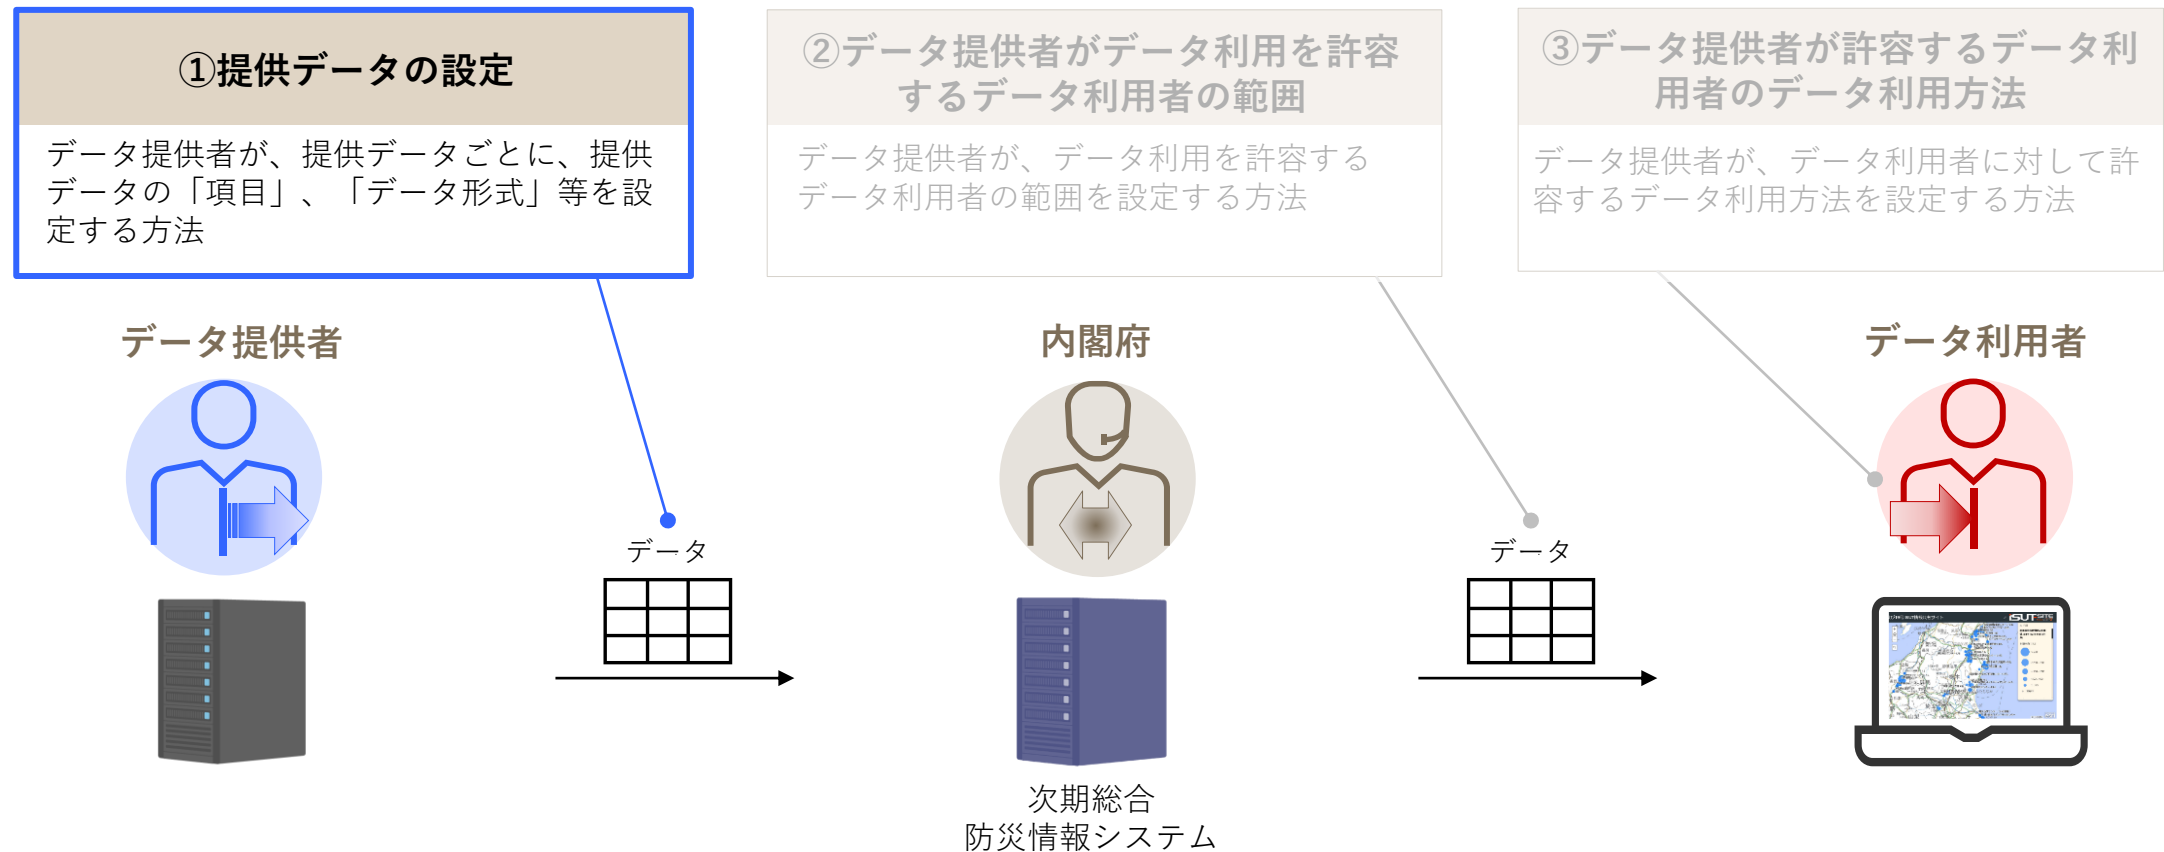 ①提供データの設定
データ提供者が、提供データごとに、提供
データの「項目」、「データ形式」等を設
定する方法
②データ提供者がデータ利用を許容
するデータ利用者の範囲
データ提供者が、データ利用を許容する
データ利用者の範囲を設定する方法
③データ提供者が許容するデータ利
用者のデータ利用方法
データ提供者が、データ利用者に対して許
容するデータ利用方法を設定する方法
データ提供者
内閣府
データ利用者
データ
データ
次期総合
防災情報システム
ISUT SITE